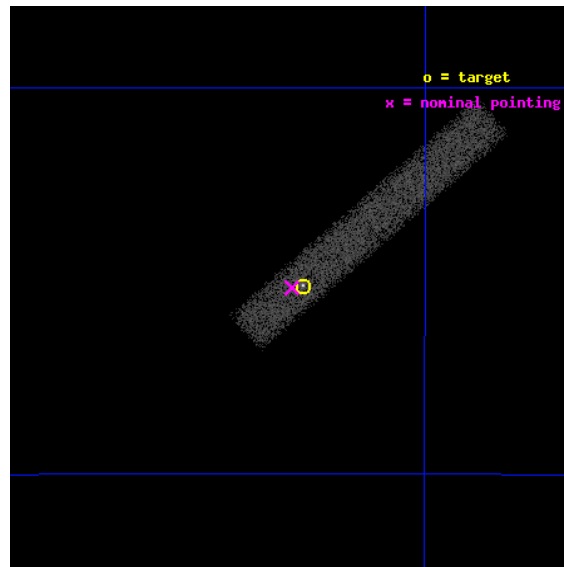 o = target
x = nominal pointing